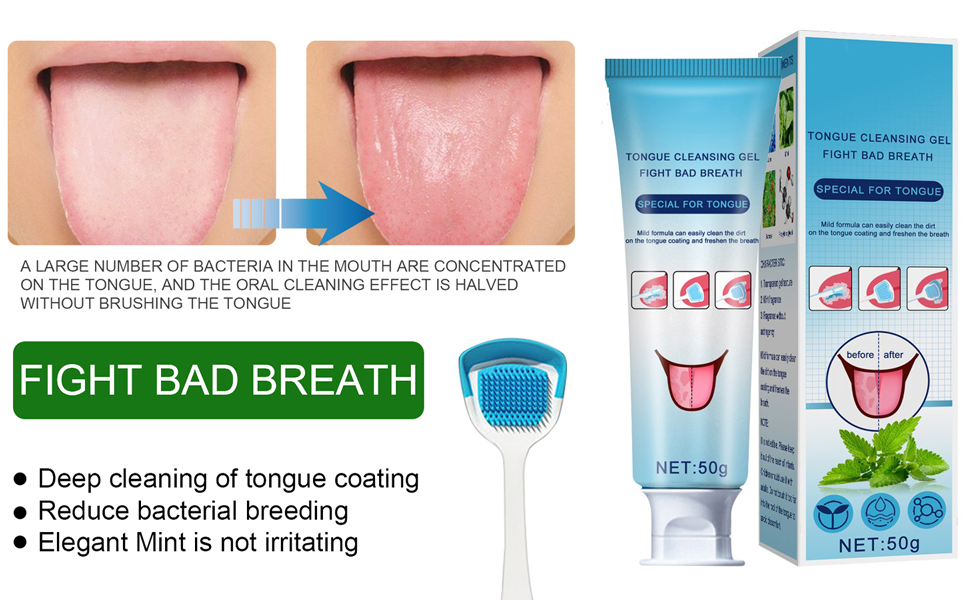 A LARGE NUMBER OF BACTERIA IN THE MOUTH ARE CONCENTRATED
ON THE TONGUE, AND THE ORAL CLEANING EFFECT IS HALVED
WITHOUT BRUSHING THE TONGUE
FIGHT BAD BREATH
Deep cleaning of tongue coating
Reduce bacterial breeding
Elegant Mint is not irritating
TONGUE CLEANSING GEL
FIGHT BAD BREATH
SPECIAL FOR TONGUE
Mild formula can easily clean the dirt
on the tongue coating and freshen the breath
NET:50g
NOTE:
TONGUE CLEANSING GEL
FIGHT BAD BREATH
SPECIAL FOR TONGUE
Mild formula can easily clean the dirt
on the tongue coating and freshen the breath
before after
NET:50g